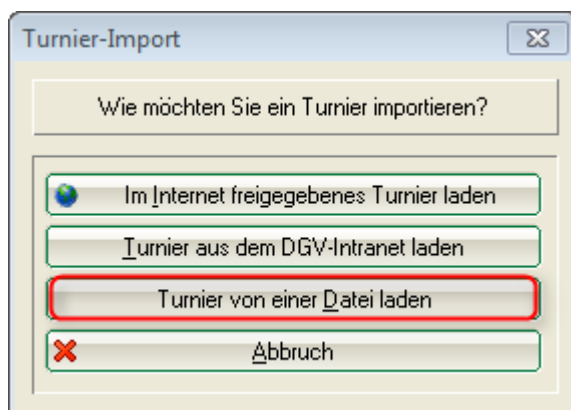 Turnier-Import
Wie möchten Sie ein Turnier importieren?
Im Internet freigegebenes Turnier laden
Turnier aus dem DGV-Intranet laden
Turnier von einer Datei laden
Abbruch